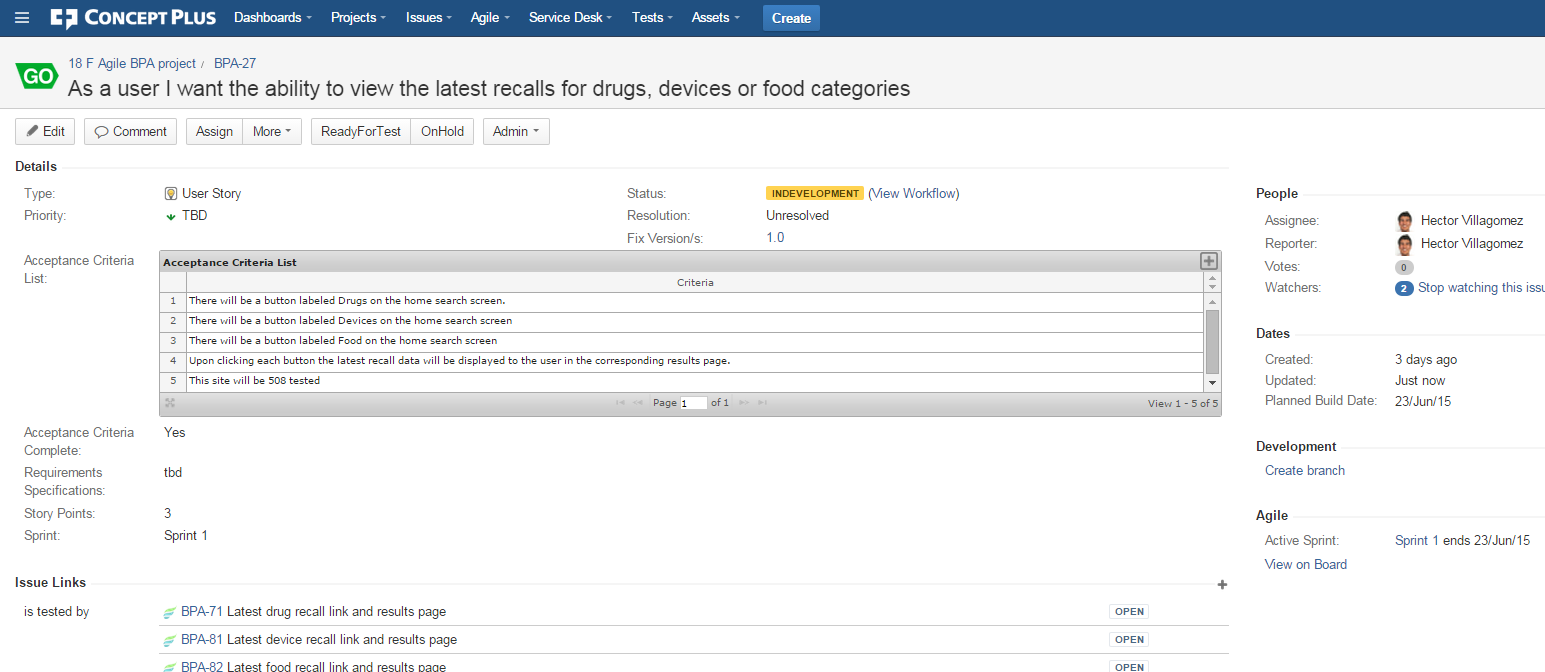 CONCEPT PLUS Dashboards Projects Issues Agile Service Desk Tests Assets Create
GO
18 F Agile BPA project / BPA-27
As a user I want the ability to view the latest recalls for drugs, devices or food categories
Edit Comment Assign More ReadyForTest OnHold Admin
Details
Type: User Story
Priority: TBD
Status: INDEVELOPMENT (View Workflow)
Resolution: Unresolved
Fix Version/s: 1.0
Acceptance Criteria
List:
Acceptance Criteria List
Criteria
1 There will be a button labeled Drugs on the home search screen.
2 There will be a button labeled Devices on the home search screen
3 There will be a button labeled Food on the home search screen
4 Upon clicking each button the latest recall data will be displayed to the user in the corresponding results page.
5 This site will be 508 tested
Page 1 of 1 View 1 - 5 of 5
Acceptance Criteria Yes
Complete:
Requirements tbd
Specifications:
Story Points: 3
Sprint: Sprint 1
Issue Links
is tested by
BPA-71 Latest drug recall link and results page OPEN
BPA-81 Latest device recall link and results page OPEN
BPA-82 Latest food recall link and results page OPEN
People
Assignee: Hector Villagomez
Reporter: Hector Villagomez
Votes: 0
Watchers: 2 Stop watching this issu
Dates
Created: 3 days ago
Updated: Just now
Planned Build Date: 23/Jun/15
Development
Create branch
Agile
Active Sprint: Sprint 1 ends 23/Jun/15
View on Board